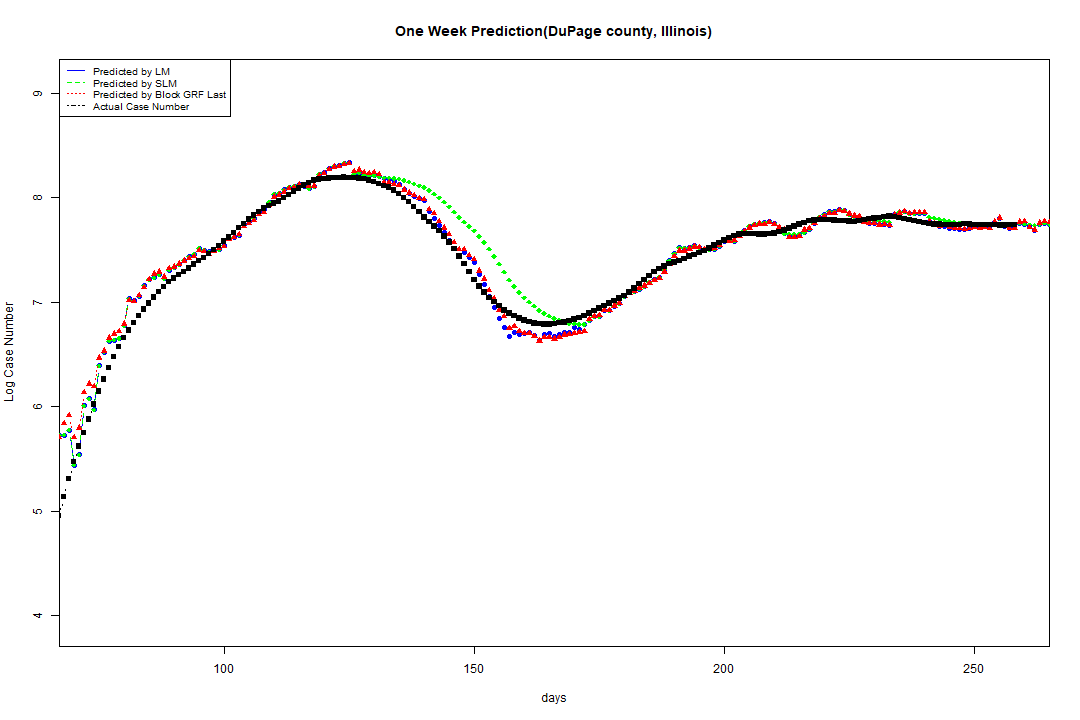 One Week Prediction(DuPage county, Illinois)
Predicted by LM
Predicted by SLM
Predicted by Block GRF Last
Actual Case Number
9
8
7
6
5
4
Log Case Number
100 150 200 250
days